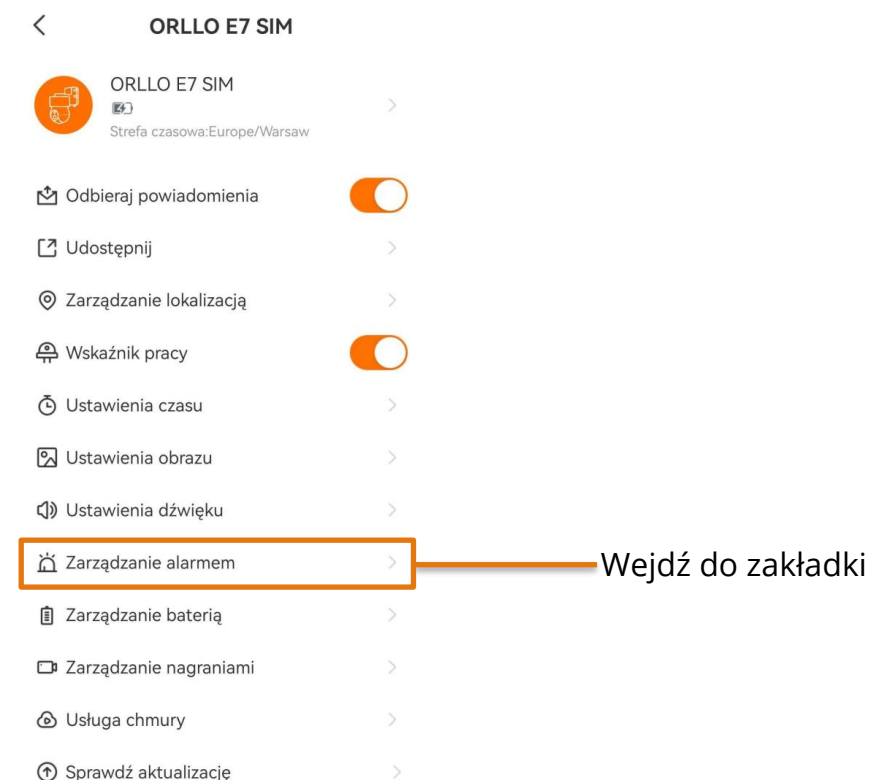 ORLLO E7 SIM
ORLLO E7 SIM
Strefa czasowa:Europe/Warsaw
Odbieraj powiadomienia
Udostępnij
Zarządzanie lokalizacją
Wskaźnik pracy
Ustawienia czasu
Ustawienia obrazu
Ustawienia dźwięku
Zarządzanie alarmem
Wejdź do zakładki
Zarządzanie baterią
Zarządzanie nagraniami
Usługa chmury
Sprawdź aktualizację